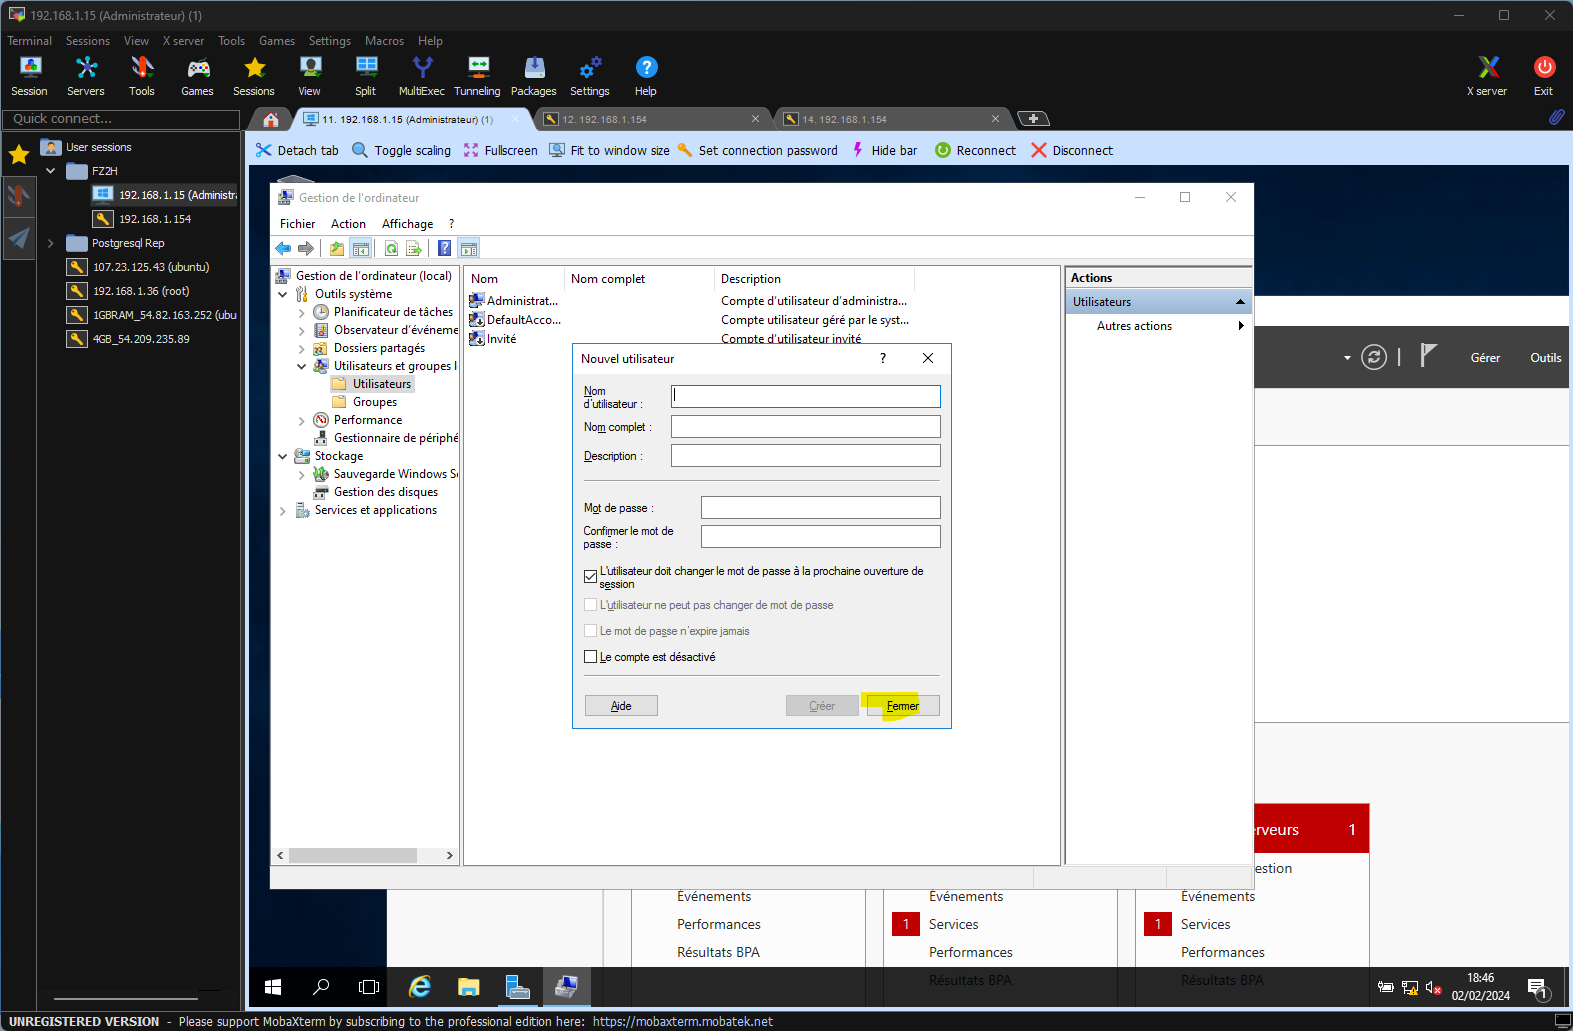 192.168.1.15 (Administrateur) (1)
Terminal Sessions View X server Tools Games Settings Macros Help
Session Servers Tools Games Sessions View Split MultiExec Tunneling Packages Settings Help X server Exit
Quick connect...
11. 192.168.1.15 (Administrateur) (1)
12. 192.168.1.154
14. 192.168.1.154
Detach tab Toggle scaling Fullscreen Fit to window size Set connection password Hide bar Reconnect Disconnect
User sessions
FZ2H
192.168.1.15 (Administra
192.168.1.154
Postgresql Rep
107.23.125.43 (ubuntu)
192.168.1.36 (root)
1GBRAM_54.82.163.252 (ubu
4GB_54.209.235.89
Gestion de l'ordinateur
Fichier Action Affichage ?
Gestion de l'ordinateur (local)
Outils système
Planificateur de tâches
Observateur d'événeme
Dossiers partagés
Utilisateurs et groupes l
Utilisateurs
Groupes
Performance
Gestionnaire de périphé
Stockage
Sauvegarde Windows Se
Gestion des disques
Services et applications
Nom Nom complet Description
Administrat... Compte d'utilisateur d'administra...
DefaultAcco... Compte utilisateur géré par le syst...
Invité Compte d'utilisateur invité
Actions
Utilisateurs
Autres actions
Nouvel utilisateur ?
Nom
d'utilisateur :
Nom complet :
Description :
Mot de passe :
Confirmer le mot de
passe :
L'utilisateur doit changer le mot de passe à la prochaine ouverture de
session
L'utilisateur ne peut pas changer de mot de passe
Le mot de passe n'expire jamais
Le compte est désactivé
Aide Créer Fermer
Gérer Outils
erveurs 1
estion
Événements
Performances
Résultats BPA
Événements
1 Services
Performances
Résultats BPA
Événements
1 Services
Performances
Résultats BPA
18:46
02/02/2024
1
UNREGISTERED VERSION - Please support MobaXterm by subscribing to the professional edition here: https://mobaxterm.mobatek.net